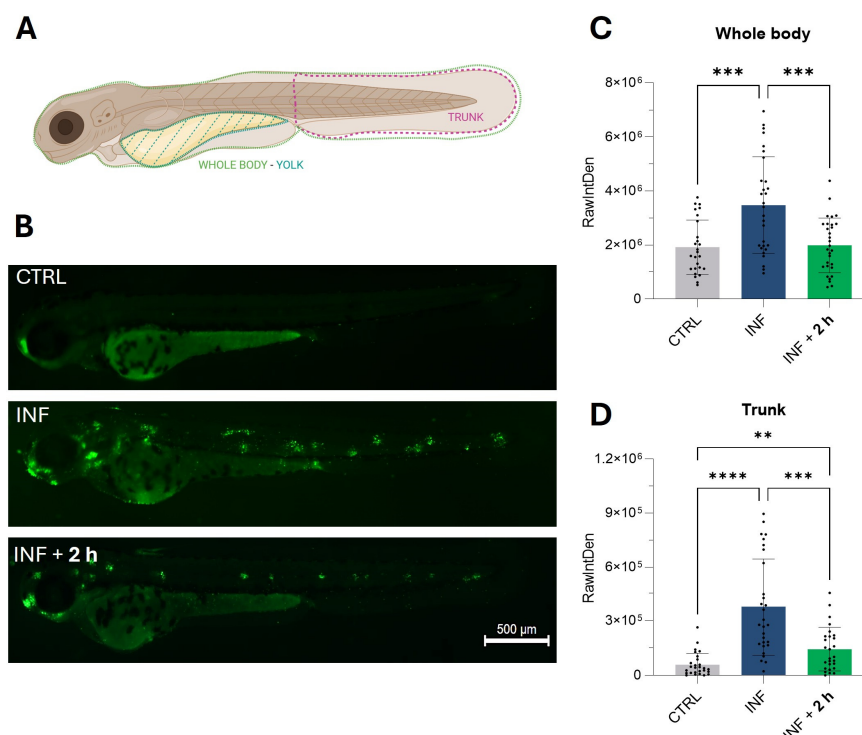 A
TRUNK
WHOLE BODY - YOLK
B
CTRL
INF
INF + 2 h
500 µm
C
Whole body
*** ***
8×10⁶
6×10⁶
4×10⁶
2×10⁶
0
RawIntDen
CTRL
INF
INF + 2 h
D
Trunk
**
**** ***
1.2×10⁶
9×10⁵
6×10⁵
3×10⁵
0
RawIntDen
CTRL
INF
INF + 2 h